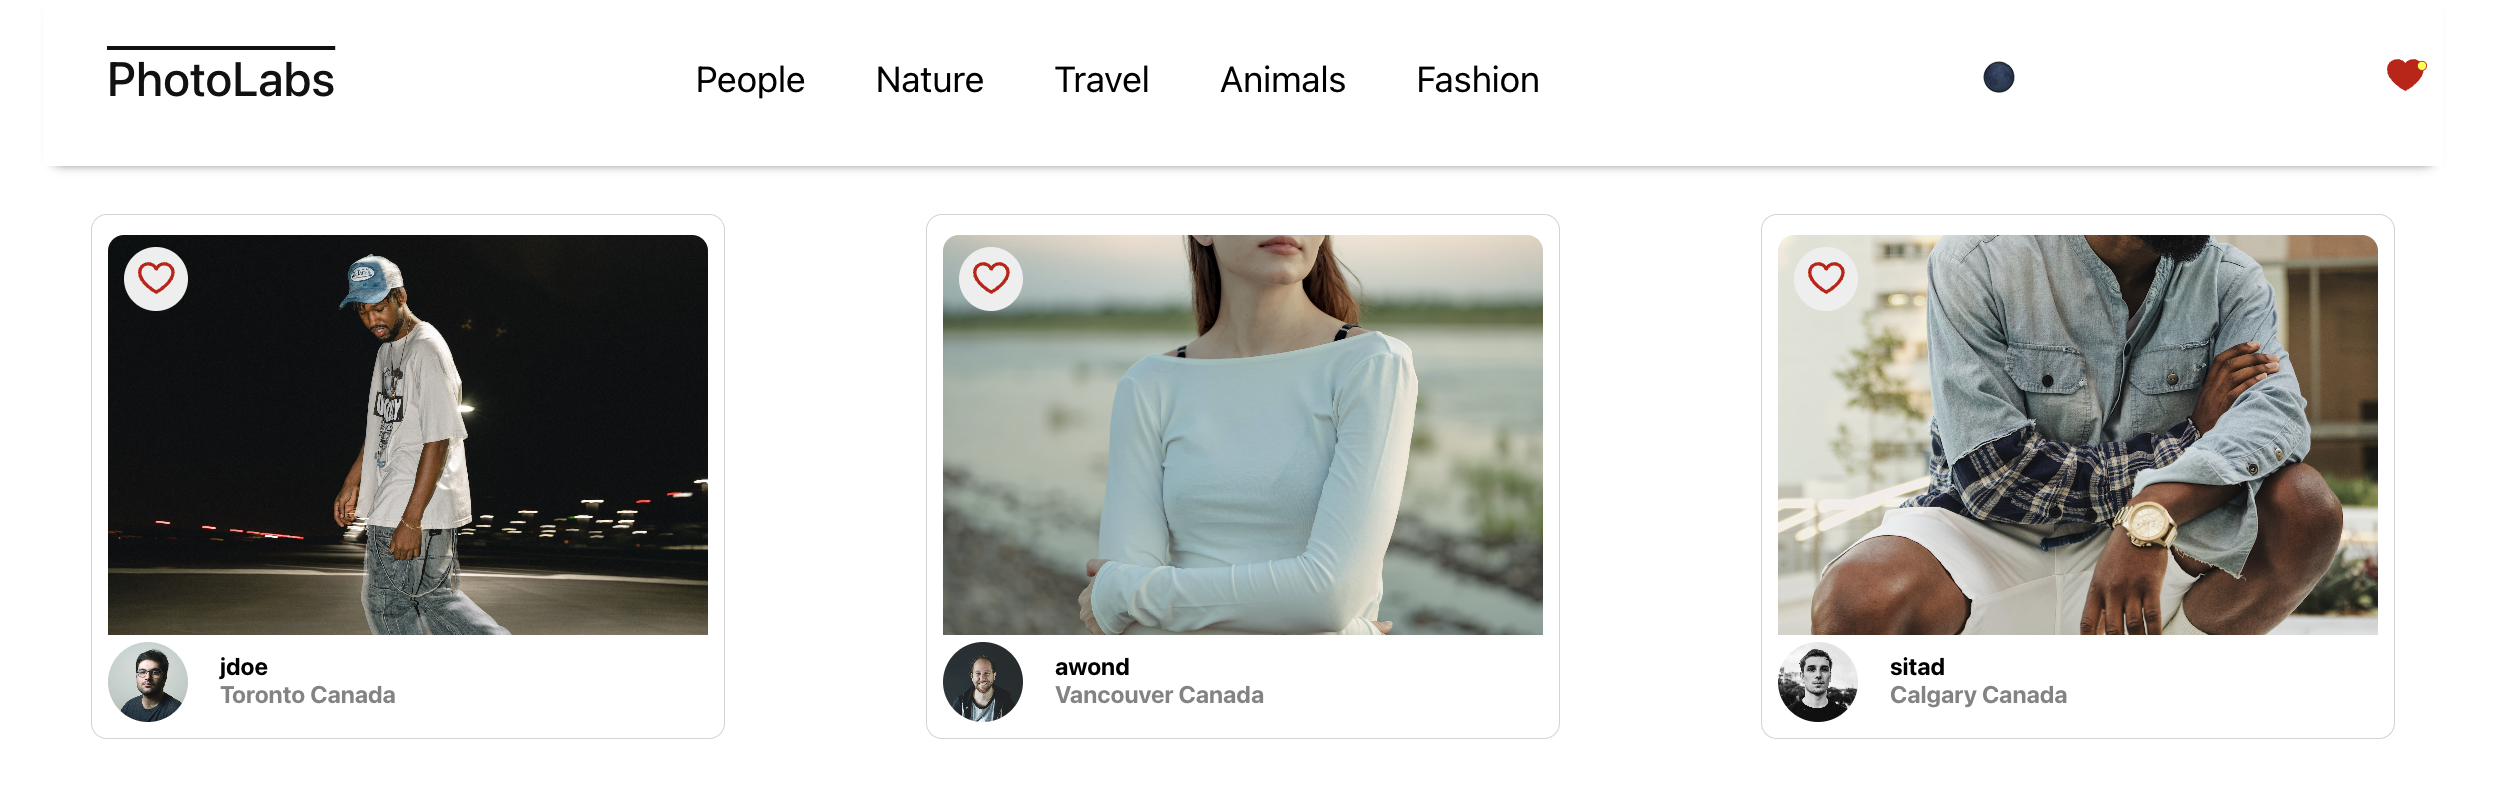 PhotoLabs
People
Nature
Travel
Animals
Fashion
jdoe
Toronto Canada
awond
Vancouver Canada
sitad
Calgary Canada